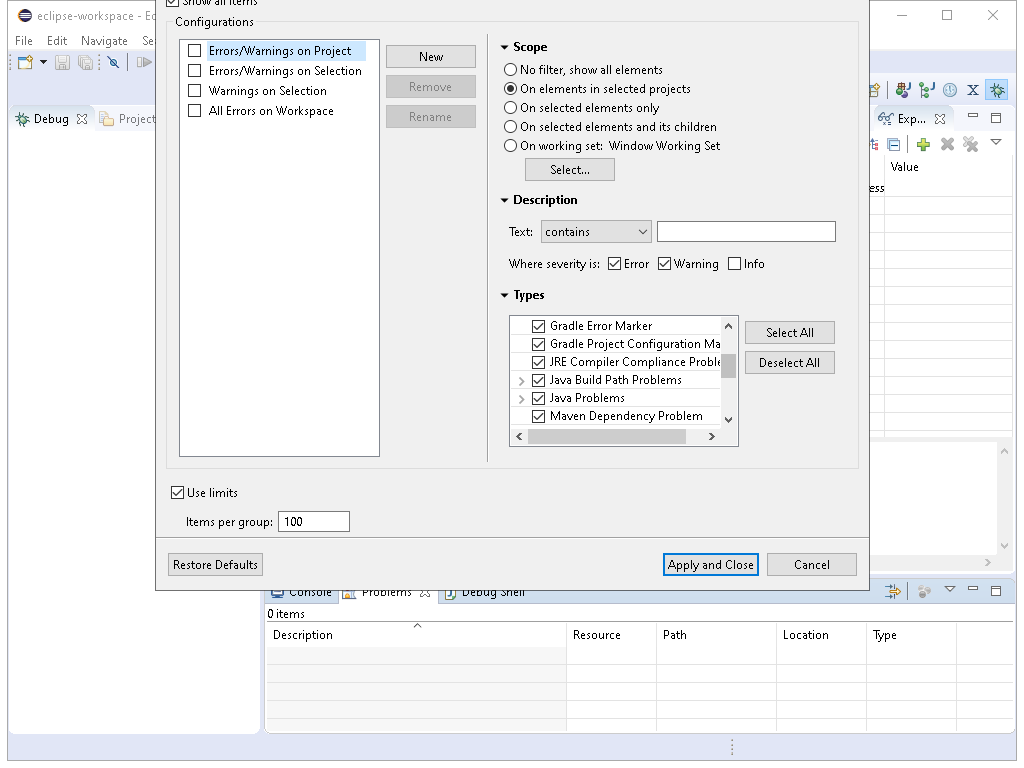 eclipse-workspace - Ec
Show all items
File Edit Navigate Se
Configurations
Errors/Warnings on Project
Errors/Warnings on Selection
Warnings on Selection
All Errors on Workspace
New
Remove
Rename
Scope
No filter, show all elements
On elements in selected projects
On selected elements only
On selected elements and its children
On working set: Window Working Set
Select...
Description
Text: contains
Where severity is: Error Warning Info
Types
Gradle Error Marker
Gradle Project Configuration Ma
JRE Compiler Compliance Proble
Java Build Path Problems
Java Problems
Maven Dependency Problem
Select All
Deselect All
Use limits
Items per group: 100
Restore Defaults
Apply and Close
Cancel
Debug
Project
Exp...
Value
ess
Console
Problems
Debug Shell
0 items
Description Resource Path Location Type